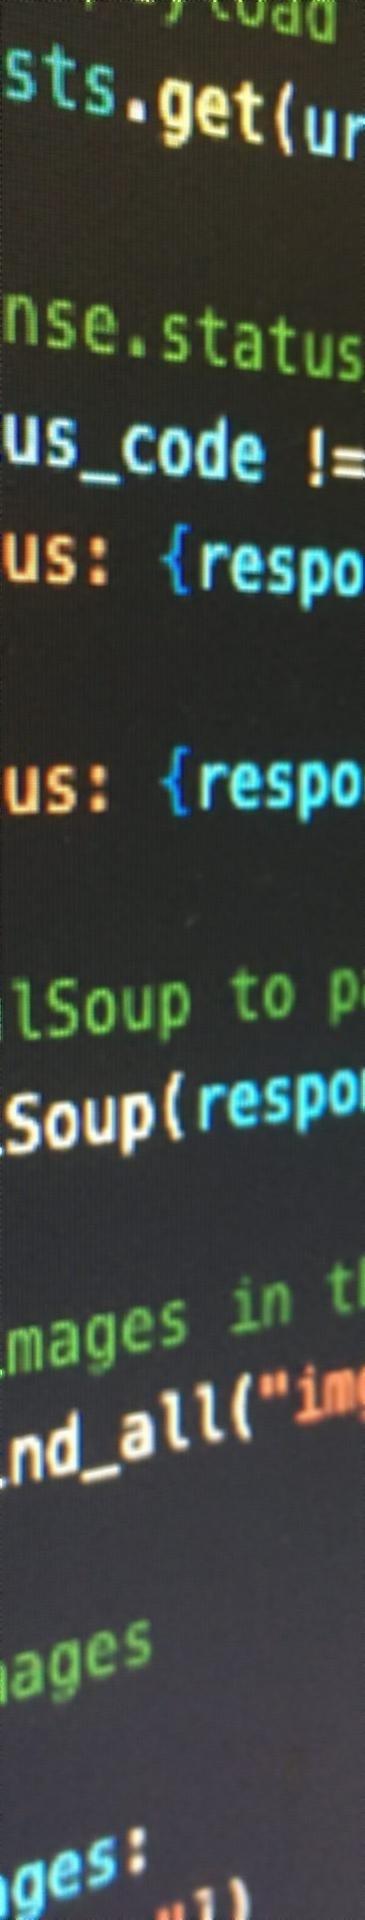 sts.get(ur
nse.status
us_code !=
us: {respo
us: {respo
lSoup to p
Soup(respo
mages in t
nd_all("im
ages
ges:
")